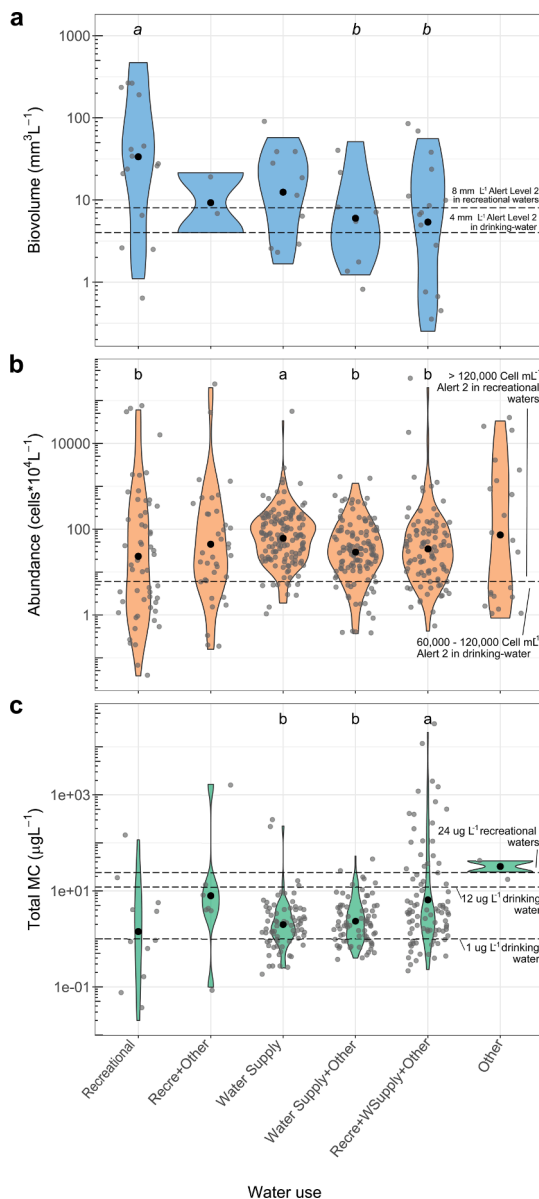 a
a b b
1000
100
10
1
Biovolume (mm³L⁻¹)
8 mm L⁻¹ Alert Level 2
in recreational waters
4 mm L⁻¹ Alert Level 2
in drinking-water
b
b a b b
> 120,000 Cell mL⁻¹
Alert 2 in recreational
waters
10000
100
1
Abundance (cells*10⁴L⁻¹)
60,000 - 120,000 Cell mL⁻¹
Alert 2 in drinking-water
c
b b a
1e+03
1e+01
1e-01
Total MC (µgL⁻¹)
24 ug L⁻¹ recreational
waters
12 ug L⁻¹ drinking
water
1 ug L⁻¹ drinking
water
Recreational
Recre+Other
Water Supply
Water Supply+Other
Recre+WSupply+Other
Other
Water use